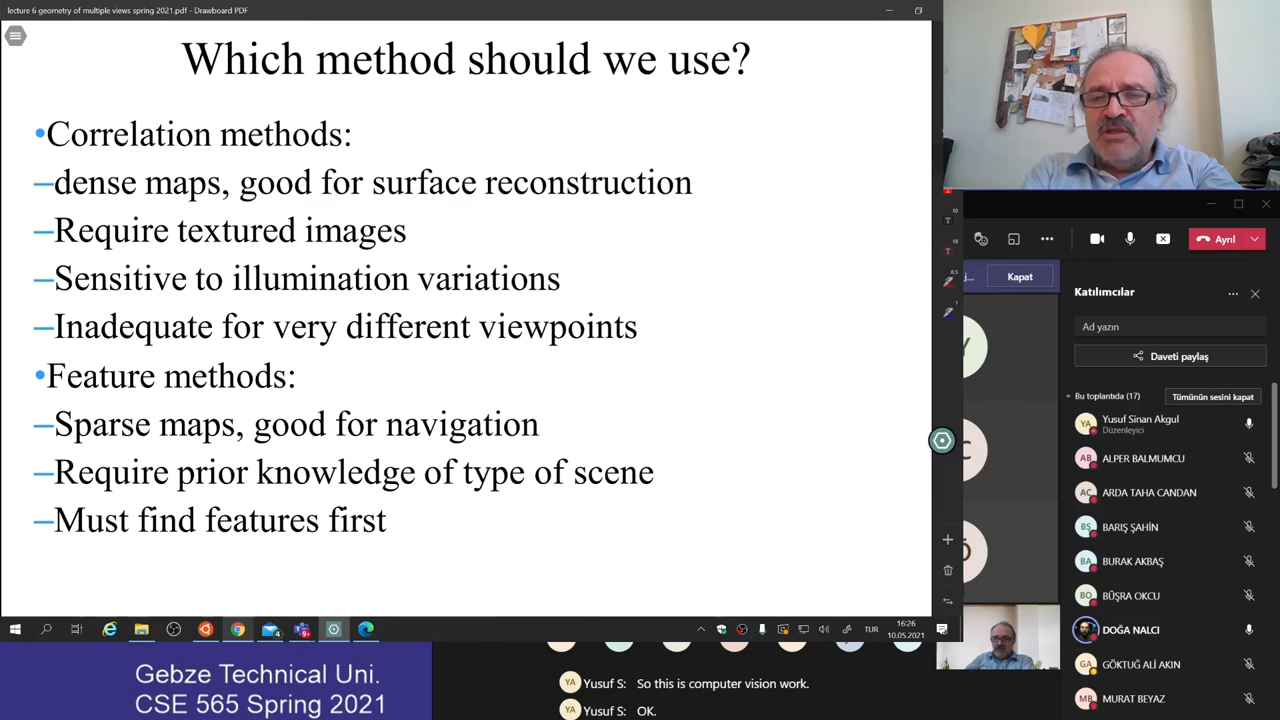 lecture 6 geometry of multiple views spring 2021.pdf - Drawboard PDF
Which method should we use?
•Correlation methods:
–dense maps, good for surface reconstruction
–Require textured images
–Sensitive to illumination variations
–Inadequate for very different viewpoints
•Feature methods:
–Sparse maps, good for navigation
–Require prior knowledge of type of scene
–Must find features first
Ayrıl
Kapat
Katılımcılar
Ad yazın
Daveti paylaş
Bu toplantıda (17)
Tümünün sesini kapat
YA
Yusuf Sinan Akgul
Düzenleyici
AB
ALPER BALMUMCU
AC
ARDA TAHA CANDAN
BŞ
BARIŞ ŞAHİN
BA
BURAK AKBAŞ
BO
BÜŞRA OKCU
DOĞA NALCI
GA
GÖKTUĞ ALİ AKIN
MB
MURAT BEYAZ
10
18
0.5
1
TUR
16:26
10.05.2021
Gebze Technical Uni.
CSE 565 Spring 2021
YA
Yusuf S: So this is computer vision work.
YA
Yusuf S: OK.